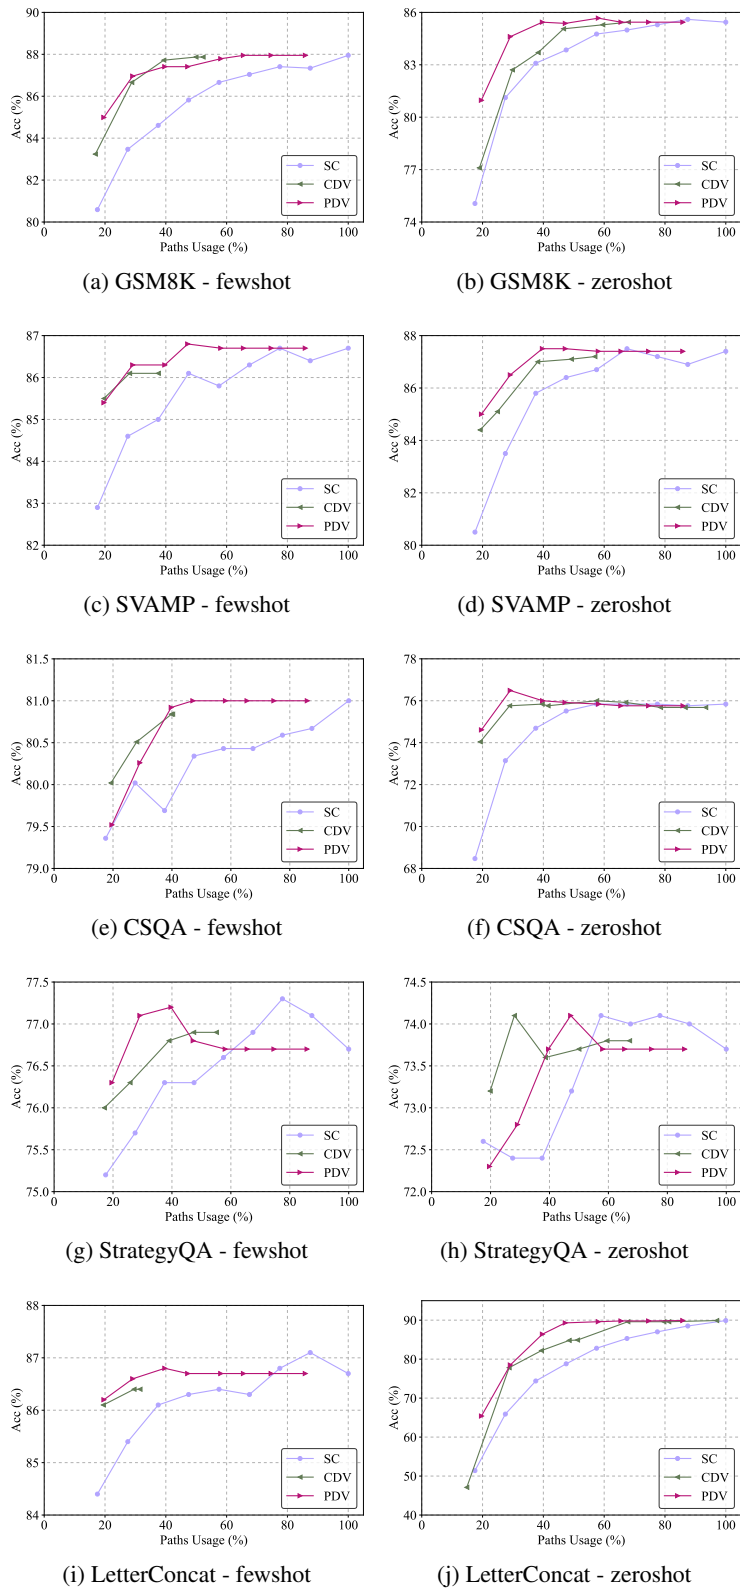 90
88
86
84
82
80
Acc (%)
0 20 40 60 80 100
Paths Usage (%)
SC
CDV
PDV
(a) GSM8K - fewshot
86
83
80
77
74
Acc (%)
0 20 40 60 80 100
Paths Usage (%)
SC
CDV
PDV
(b) GSM8K - zeroshot
87
86
85
84
83
82
Acc (%)
0 20 40 60 80 100
Paths Usage (%)
SC
CDV
PDV
(c) SVAMP - fewshot
88
86
84
82
80
Acc (%)
0 20 40 60 80 100
Paths Usage (%)
SC
CDV
PDV
(d) SVAMP - zeroshot
81.5
81.0
80.5
80.0
79.5
79.0
Acc (%)
0 20 40 60 80 100
Paths Usage (%)
SC
CDV
PDV
(e) CSQA - fewshot
78
76
74
72
70
68
Acc (%)
0 20 40 60 80 100
Paths Usage (%)
SC
CDV
PDV
(f) CSQA - zeroshot
77.5
77.0
76.5
76.0
75.5
75.0
Acc (%)
0 20 40 60 80 100
Paths Usage (%)
SC
CDV
PDV
(g) StrategyQA - fewshot
74.5
74.0
73.5
73.0
72.5
72.0
Acc (%)
0 20 40 60 80 100
Paths Usage (%)
SC
CDV
PDV
(h) StrategyQA - zeroshot
88
87
86
85
84
Acc (%)
0 20 40 60 80 100
Paths Usage (%)
SC
CDV
PDV
(i) LetterConcat - fewshot
90
80
70
60
50
40
Acc (%)
0 20 40 60 80 100
Paths Usage (%)
SC
CDV
PDV
(j) LetterConcat - zeroshot